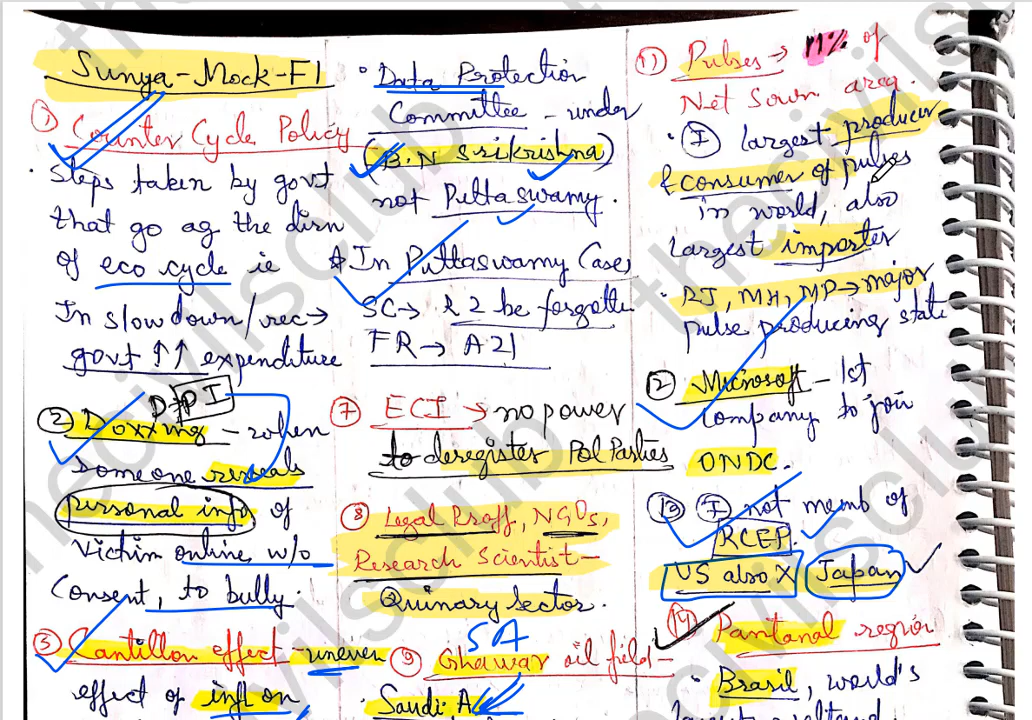 Sunya-Mock-F1
① Counter Cycle Policy
· Steps taken by govt
that go ag the dirn
of eco cycle ie
In slowdown/rec→
govt ↑↑ expenditure
D→PI
② Doxxing - when
someone reveals
personal info of
victim online w/o
consent, to bully.
③ Cantillon effect - uneven
effect of infl on
· Data Protection
Committee - under
(B.N Srikrishna)
not Puttaswamy.
☆ In Puttaswamy Case,
SC→ R 2 be forgotten
FR→ A21
⑦ ECI → no power
to deregister Pol Parties
⑧ Legal Proff, NGOs,
Research Scientist -
Quinary Sector.
SA
⑨ Ghawar oil field -
· Saudi A
11) Pulses → 11% of
Net Sown area.
· I largest producer
& consumer of pulses
in world, also
largest importer
· RJ, MH, MP → major
pulse producing state
⑫ Microsoft - 1st
company to join
ONDC.
⑬ I not memb of
RCEP.
US also X Japan
⑭ Pantanal region
· Brasil, world's
largest
thecivilsclub